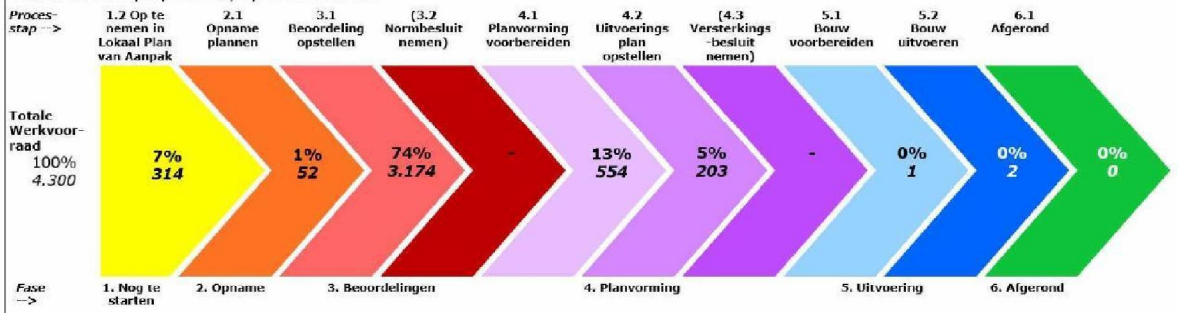 Proces-
stap -->
1.2 Op te
nemen in
Lokaal Plan
van Aanpak
2.1
Opname
plannen
3.1
Beoordeling
opstellen
(3.2
Normbesluit
nemen)
4.1
Planvorming
voorbereiden
4.2
Uitvoerings
plan
opstellen
(4.3
Versterkings
-besluit
nemen)
5.1
Bouw
voorbereiden
5.2
Bouw
uitvoeren
6.1
Afgerond
Totale
Werkvoor-
raad
100%
4.300
7%
314
1%
52
74%
3.174
-
13%
554
5%
203
-
0%
1
0%
2
0%
0
Fase
-->
1. Nog te
starten
2. Opname
3. Beoordelingen
4. Planvorming
5. Uitvoering
6. Afgerond